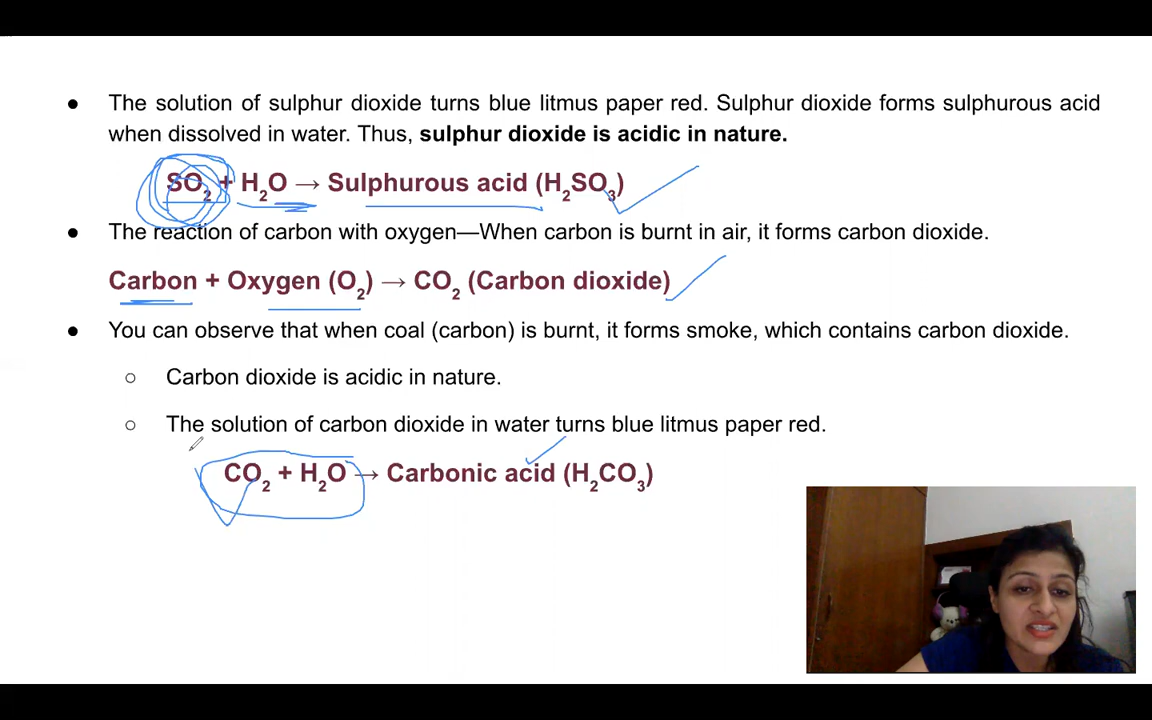 ● The solution of sulphur dioxide turns blue litmus paper red. Sulphur dioxide forms sulphurous acid
when dissolved in water. Thus, sulphur dioxide is acidic in nature.
SO₂ + H₂O → Sulphurous acid (H₂SO₃)
● The reaction of carbon with oxygen—When carbon is burnt in air, it forms carbon dioxide.
Carbon + Oxygen (O₂) → CO₂ (Carbon dioxide)
● You can observe that when coal (carbon) is burnt, it forms smoke, which contains carbon dioxide.
○ Carbon dioxide is acidic in nature.
○ The solution of carbon dioxide in water turns blue litmus paper red.
CO₂ + H₂O → Carbonic acid (H₂CO₃)